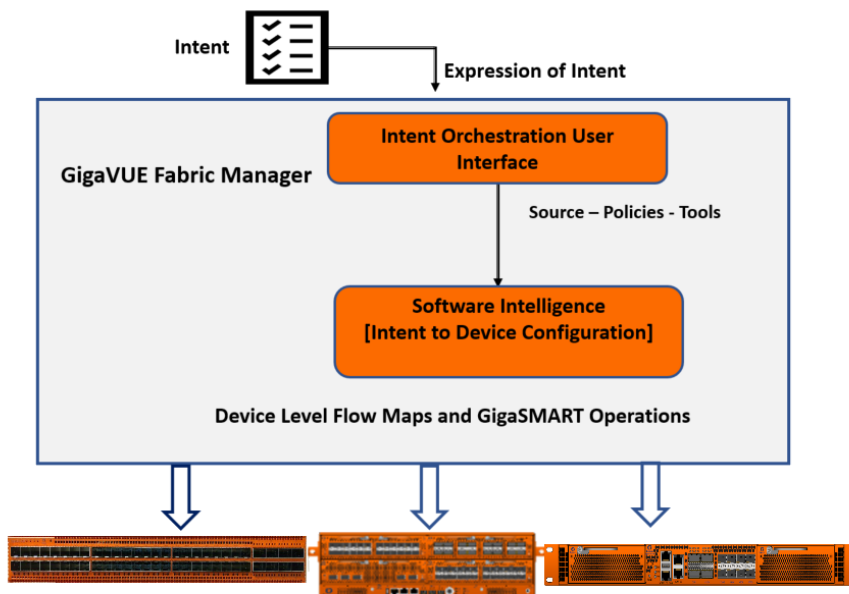 Intent
Expression of Intent
Intent Orchestration User
Interface
GigaVUE Fabric Manager
Source – Policies - Tools
Software Intelligence
[Intent to Device Configuration]
Device Level Flow Maps and GigaSMART Operations